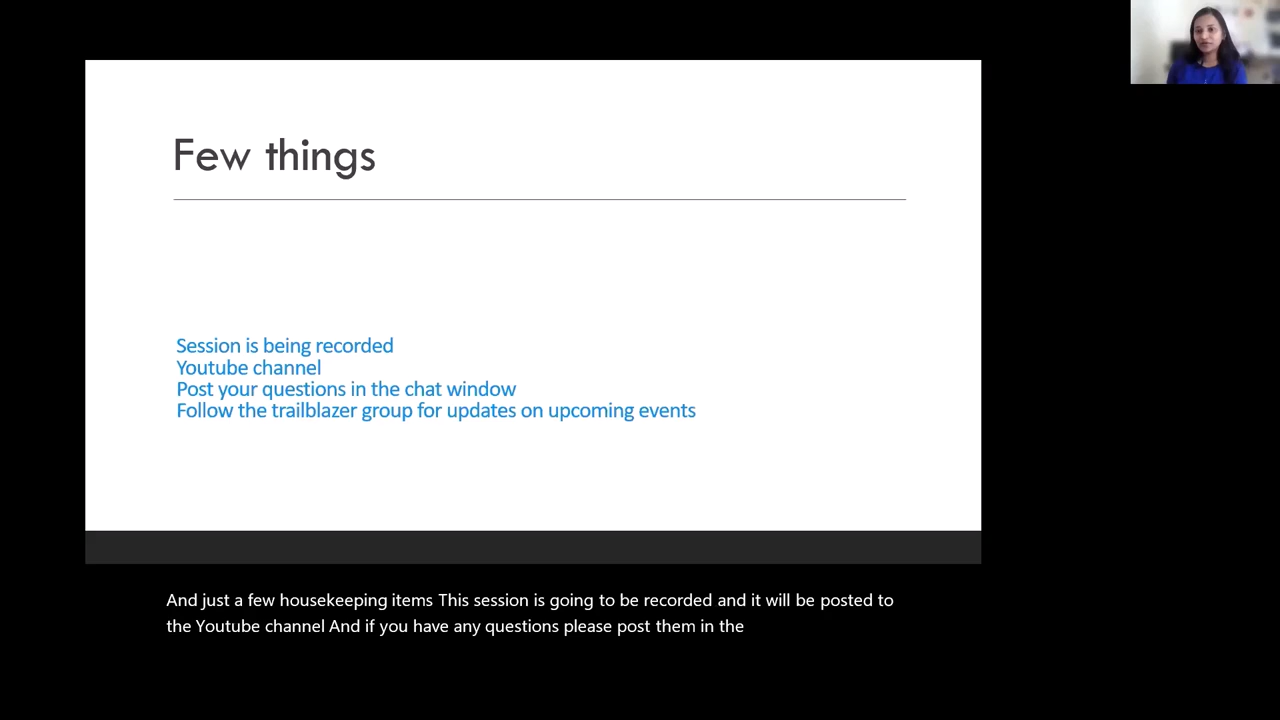 Few things
Session is being recorded
Youtube channel
Post your questions in the chat window
Follow the trailblazer group for updates on upcoming events
And just a few housekeeping items This session is going to be recorded and it will be posted to
the Youtube channel And if you have any questions please post them in the